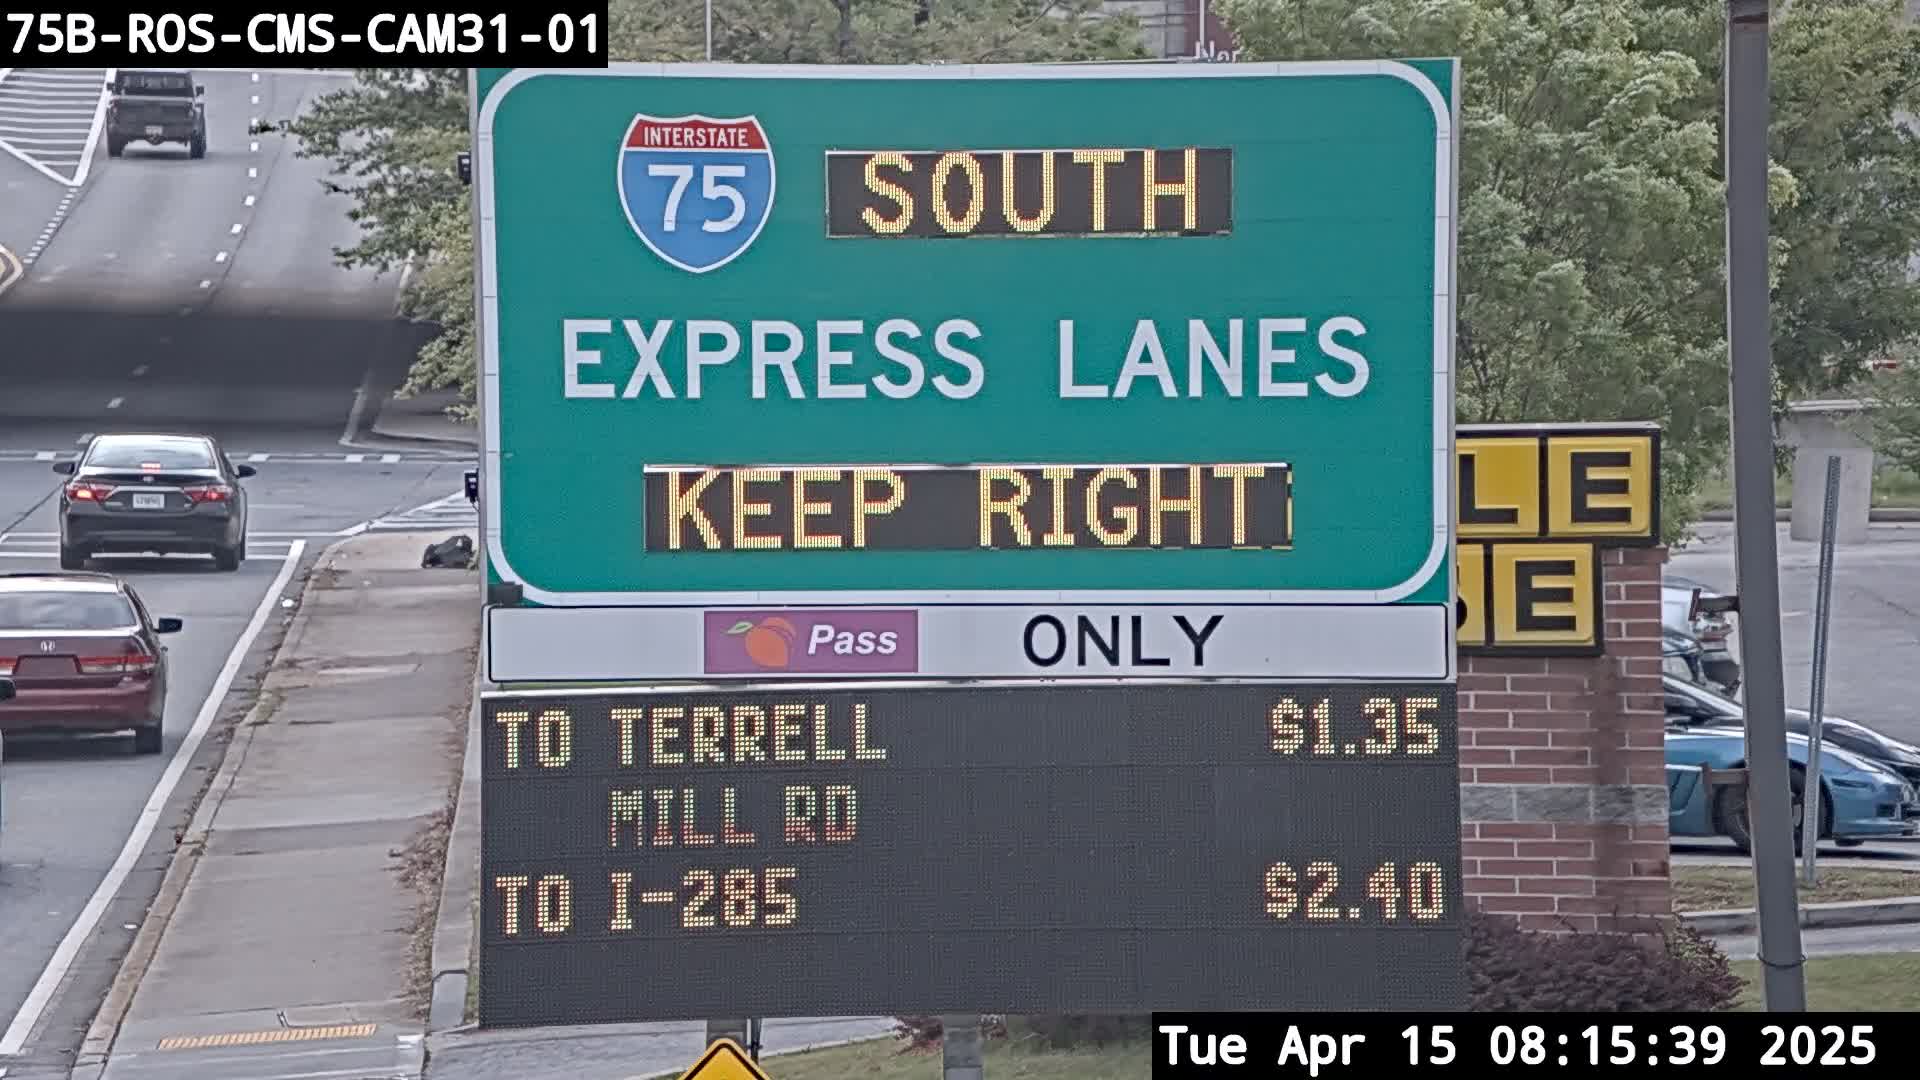 75B-ROS-CMS-CAM31-01
INTERSTATE
75
SOUTH
EXPRESS LANES
KEEP RIGHT
Pass ONLY
TO TERRELL $1.35
MILL RD
TO I-285 $2.40
LE
E
Tue Apr 15 08:15:39 2025